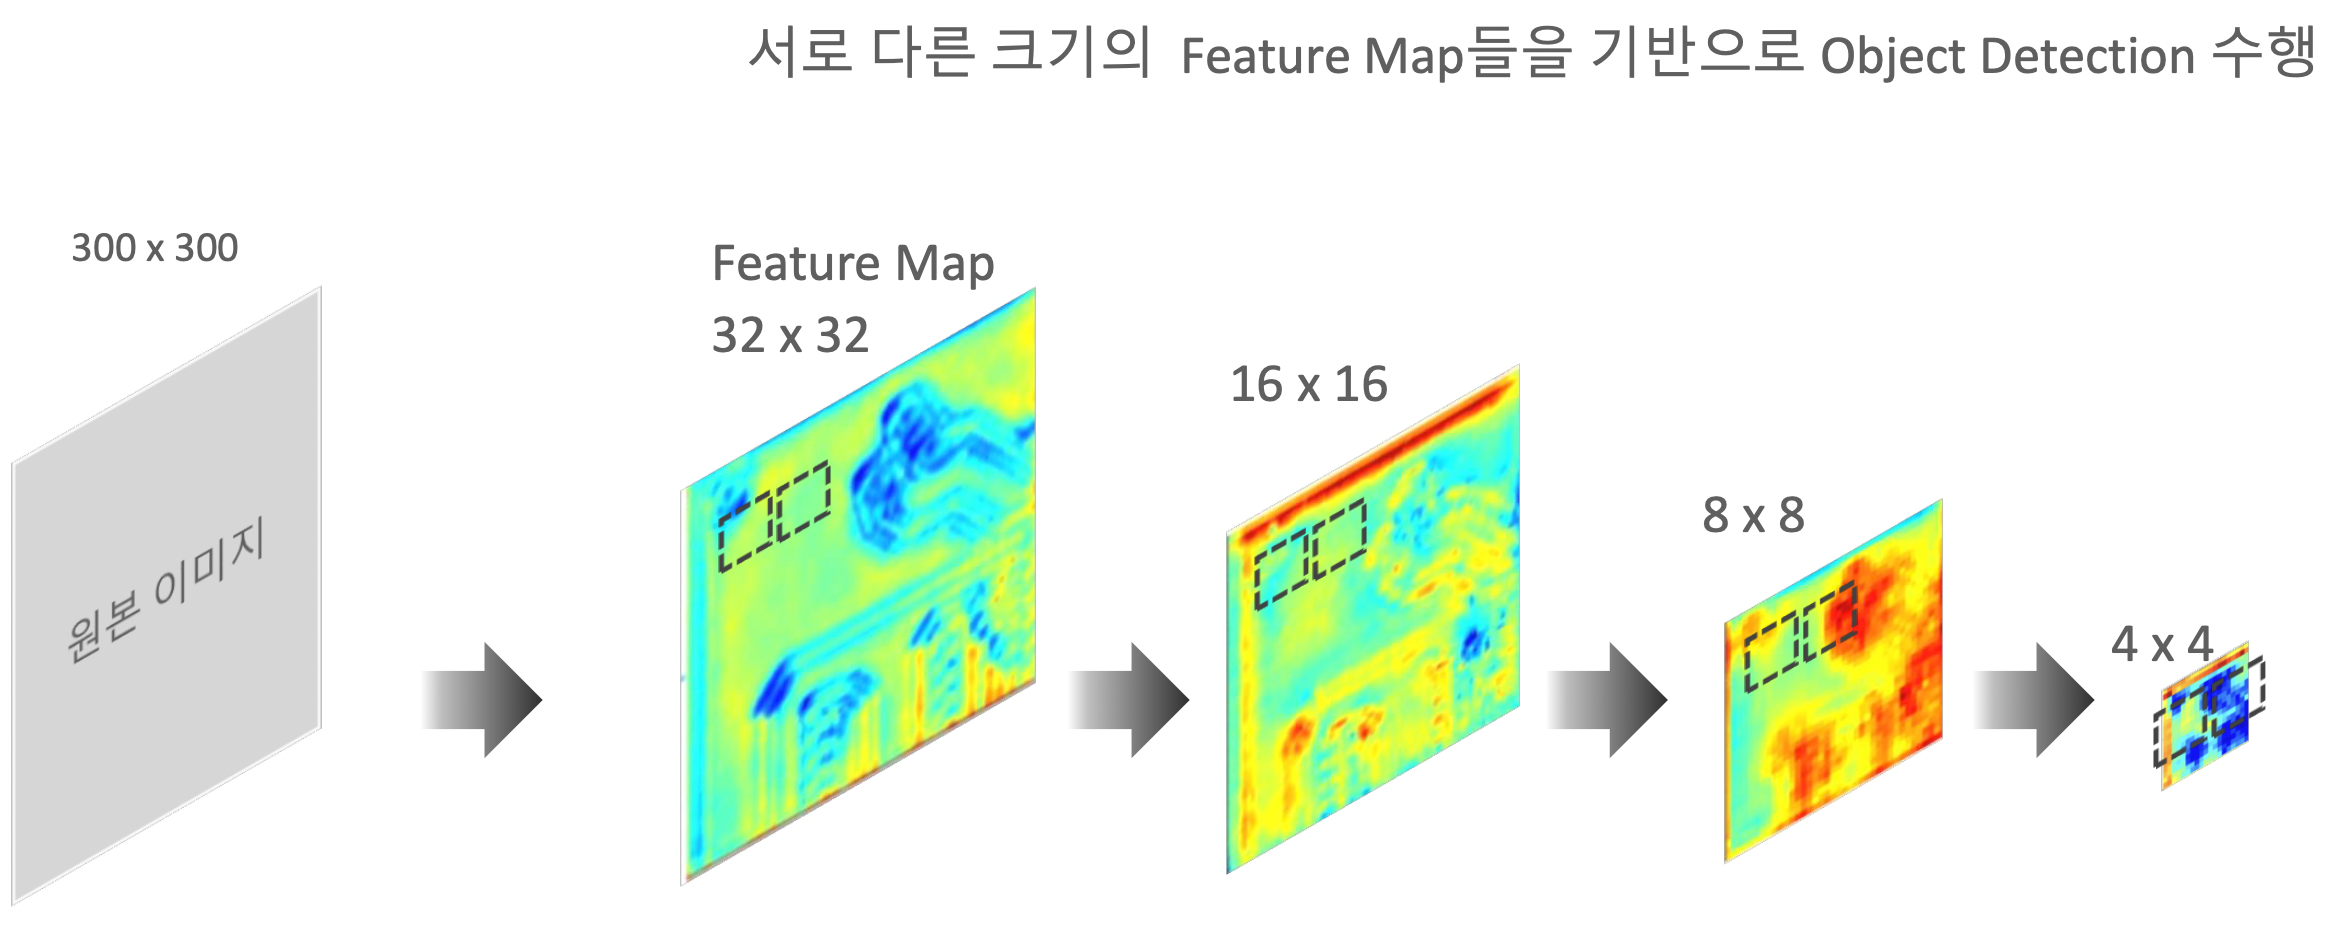 서로 다른 크기의 Feature Map들을 기반으로 Object Detection 수행
300 x 300
Feature Map
32 x 32
16 x 16
8 x 8
4 x 4
원본 이미지